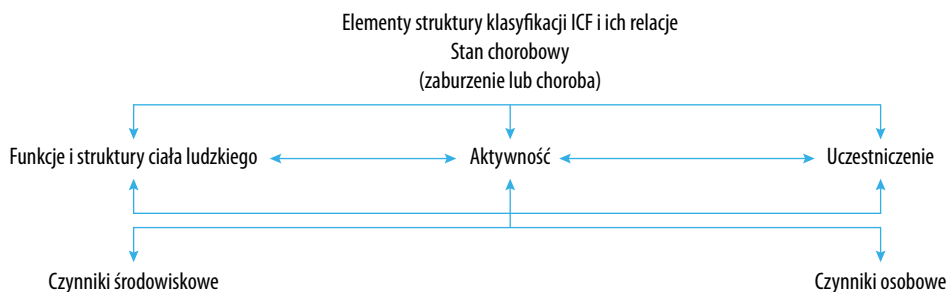 Elementy struktury klasyfikacji ICF i ich relacje
Stan chorobowy
(zaburzenie lub choroba)
Funkcje i struktury ciała ludzkiego
Aktywność
Uczestniczenie
Czynniki środowiskowe
Czynniki osobowe